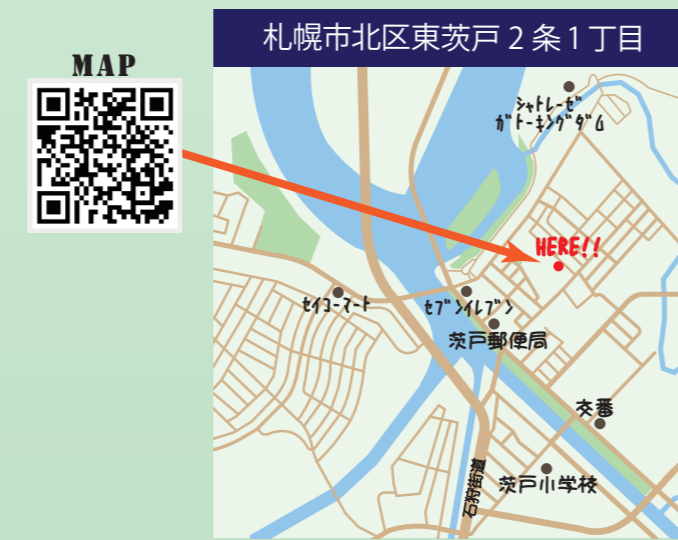 札幌市北区東茨戸2条1丁目
MAP
シャトレーゼ
ガトーキングダム
HERE!!
セイコーマート
セブンイレブン
茨戸郵便局
交番
茨戸小学校
石狩街道